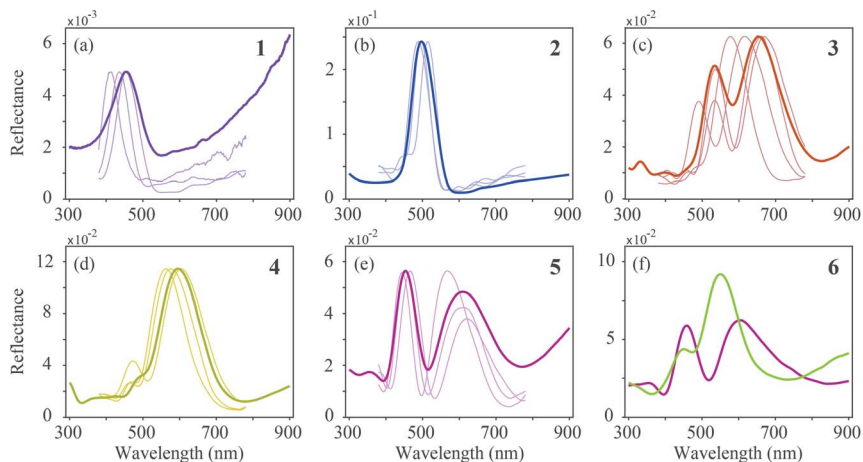 x10⁻³
x10⁻¹
x10⁻²
(a) 1
(b) 2
(c) 3
Reflectance
6
4
2
0
3
2
1
0
6
4
2
0
300 500 700 900
300 500 700 900
300 500 700 900
x10⁻²
x10⁻²
x10⁻²
(d) 4
(e) 5
(f) 6
Reflectance
12
8
4
0
6
4
2
0
10
5
0
300 500 700 900
300 500 700 900
300 500 700 900
Wavelength (nm)
Wavelength (nm)
Wavelength (nm)